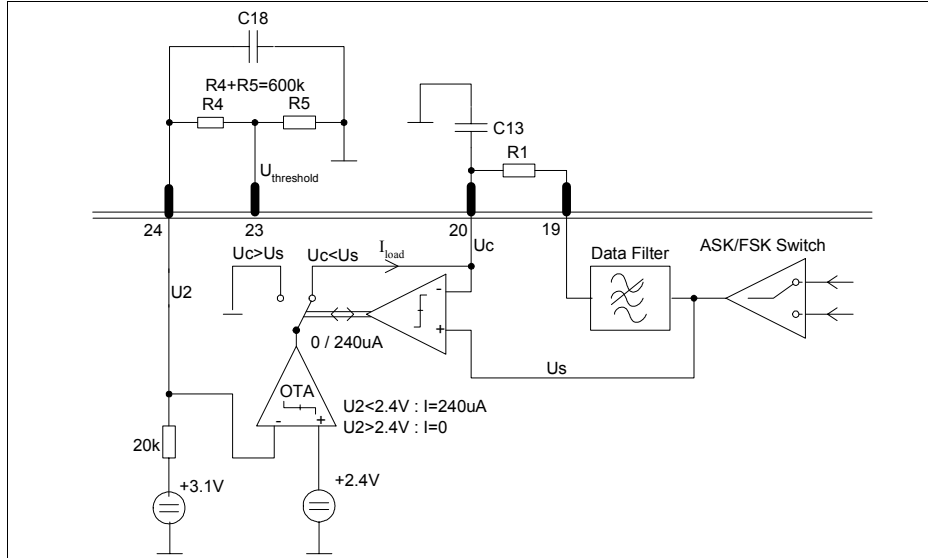 C18
R4+R5=600k
R4
R5
Uthreshold
C13
R1
24
23
20
19
Uc
Uc>Us
Uc<Us
Iload
Data Filter
ASK/FSK Switch
U2
-
+
0 / 240uA
Us
OTA
-
+
U2<2.4V : I=240uA
U2>2.4V : I=0
20k
+3.1V
+2.4V